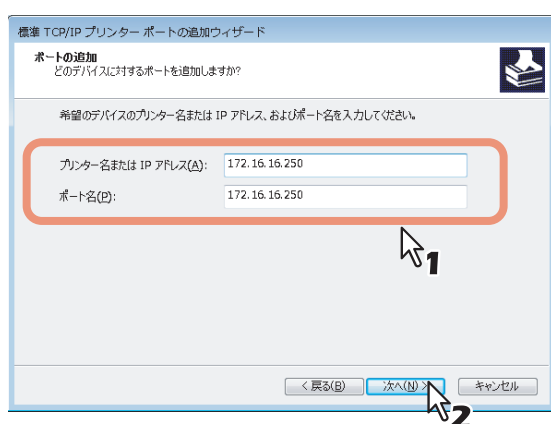 標準 TCP/IP プリンター ポートの追加ウィザード
ポートの追加
どのデバイスに対するポートを追加しますか?
希望のデバイスのプリンター名または IP アドレス、およびポート名を入力してください。
プリンター名または IP アドレス(A): 172.16.16.250
ポート名(P): 172.16.16.250
1
< 戻る(B) 次へ(N) > キャンセル
2